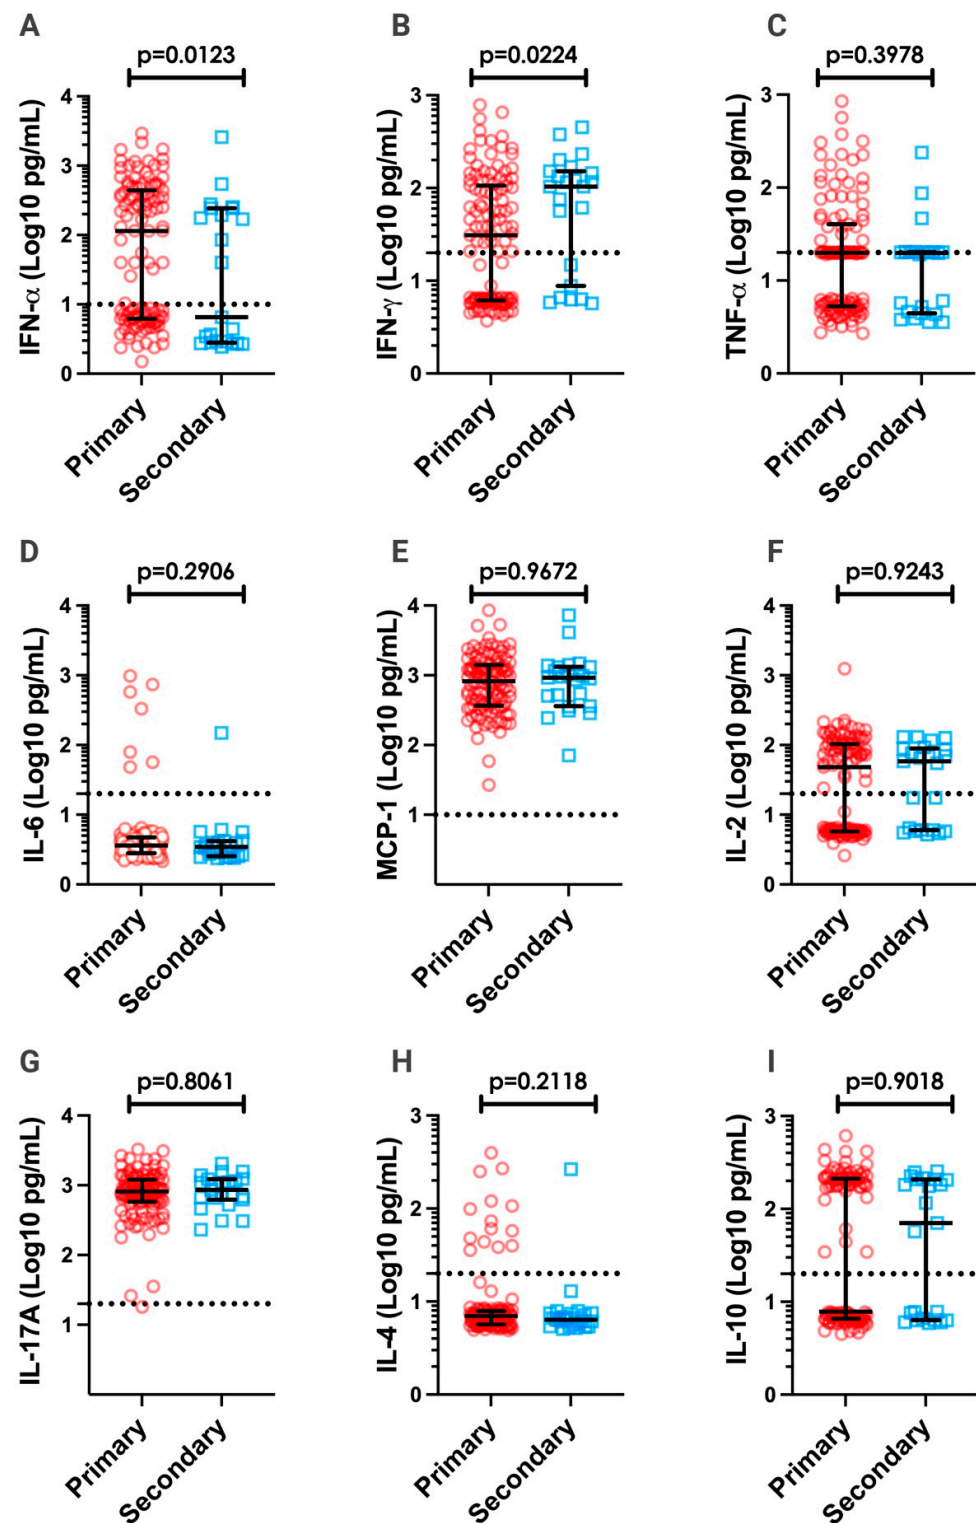 A
p=0.0123
IFN-α (Log10 pg/mL)
4
3
2
1
0
Primary
Secondary
B
p=0.0224
IFN-γ (Log10 pg/mL)
3
2
1
0
Primary
Secondary
C
p=0.3978
TNF-α (Log10 pg/mL)
3
2
1
0
Primary
Secondary
D
p=0.2906
IL-6 (Log10 pg/mL)
4
3
2
1
0
Primary
Secondary
E
p=0.9672
MCP-1 (Log10 pg/mL)
4
3
2
1
Primary
Secondary
F
p=0.9243
IL-2 (Log10 pg/mL)
4
3
2
1
0
Primary
Secondary
G
p=0.8061
IL-17A (Log10 pg/mL)
4
3
2
1
Primary
Secondary
H
p=0.2118
IL-4 (Log10 pg/mL)
3
2
1
0
Primary
Secondary
I
p=0.9018
IL-10 (Log10 pg/mL)
3
2
1
0
Primary
Secondary